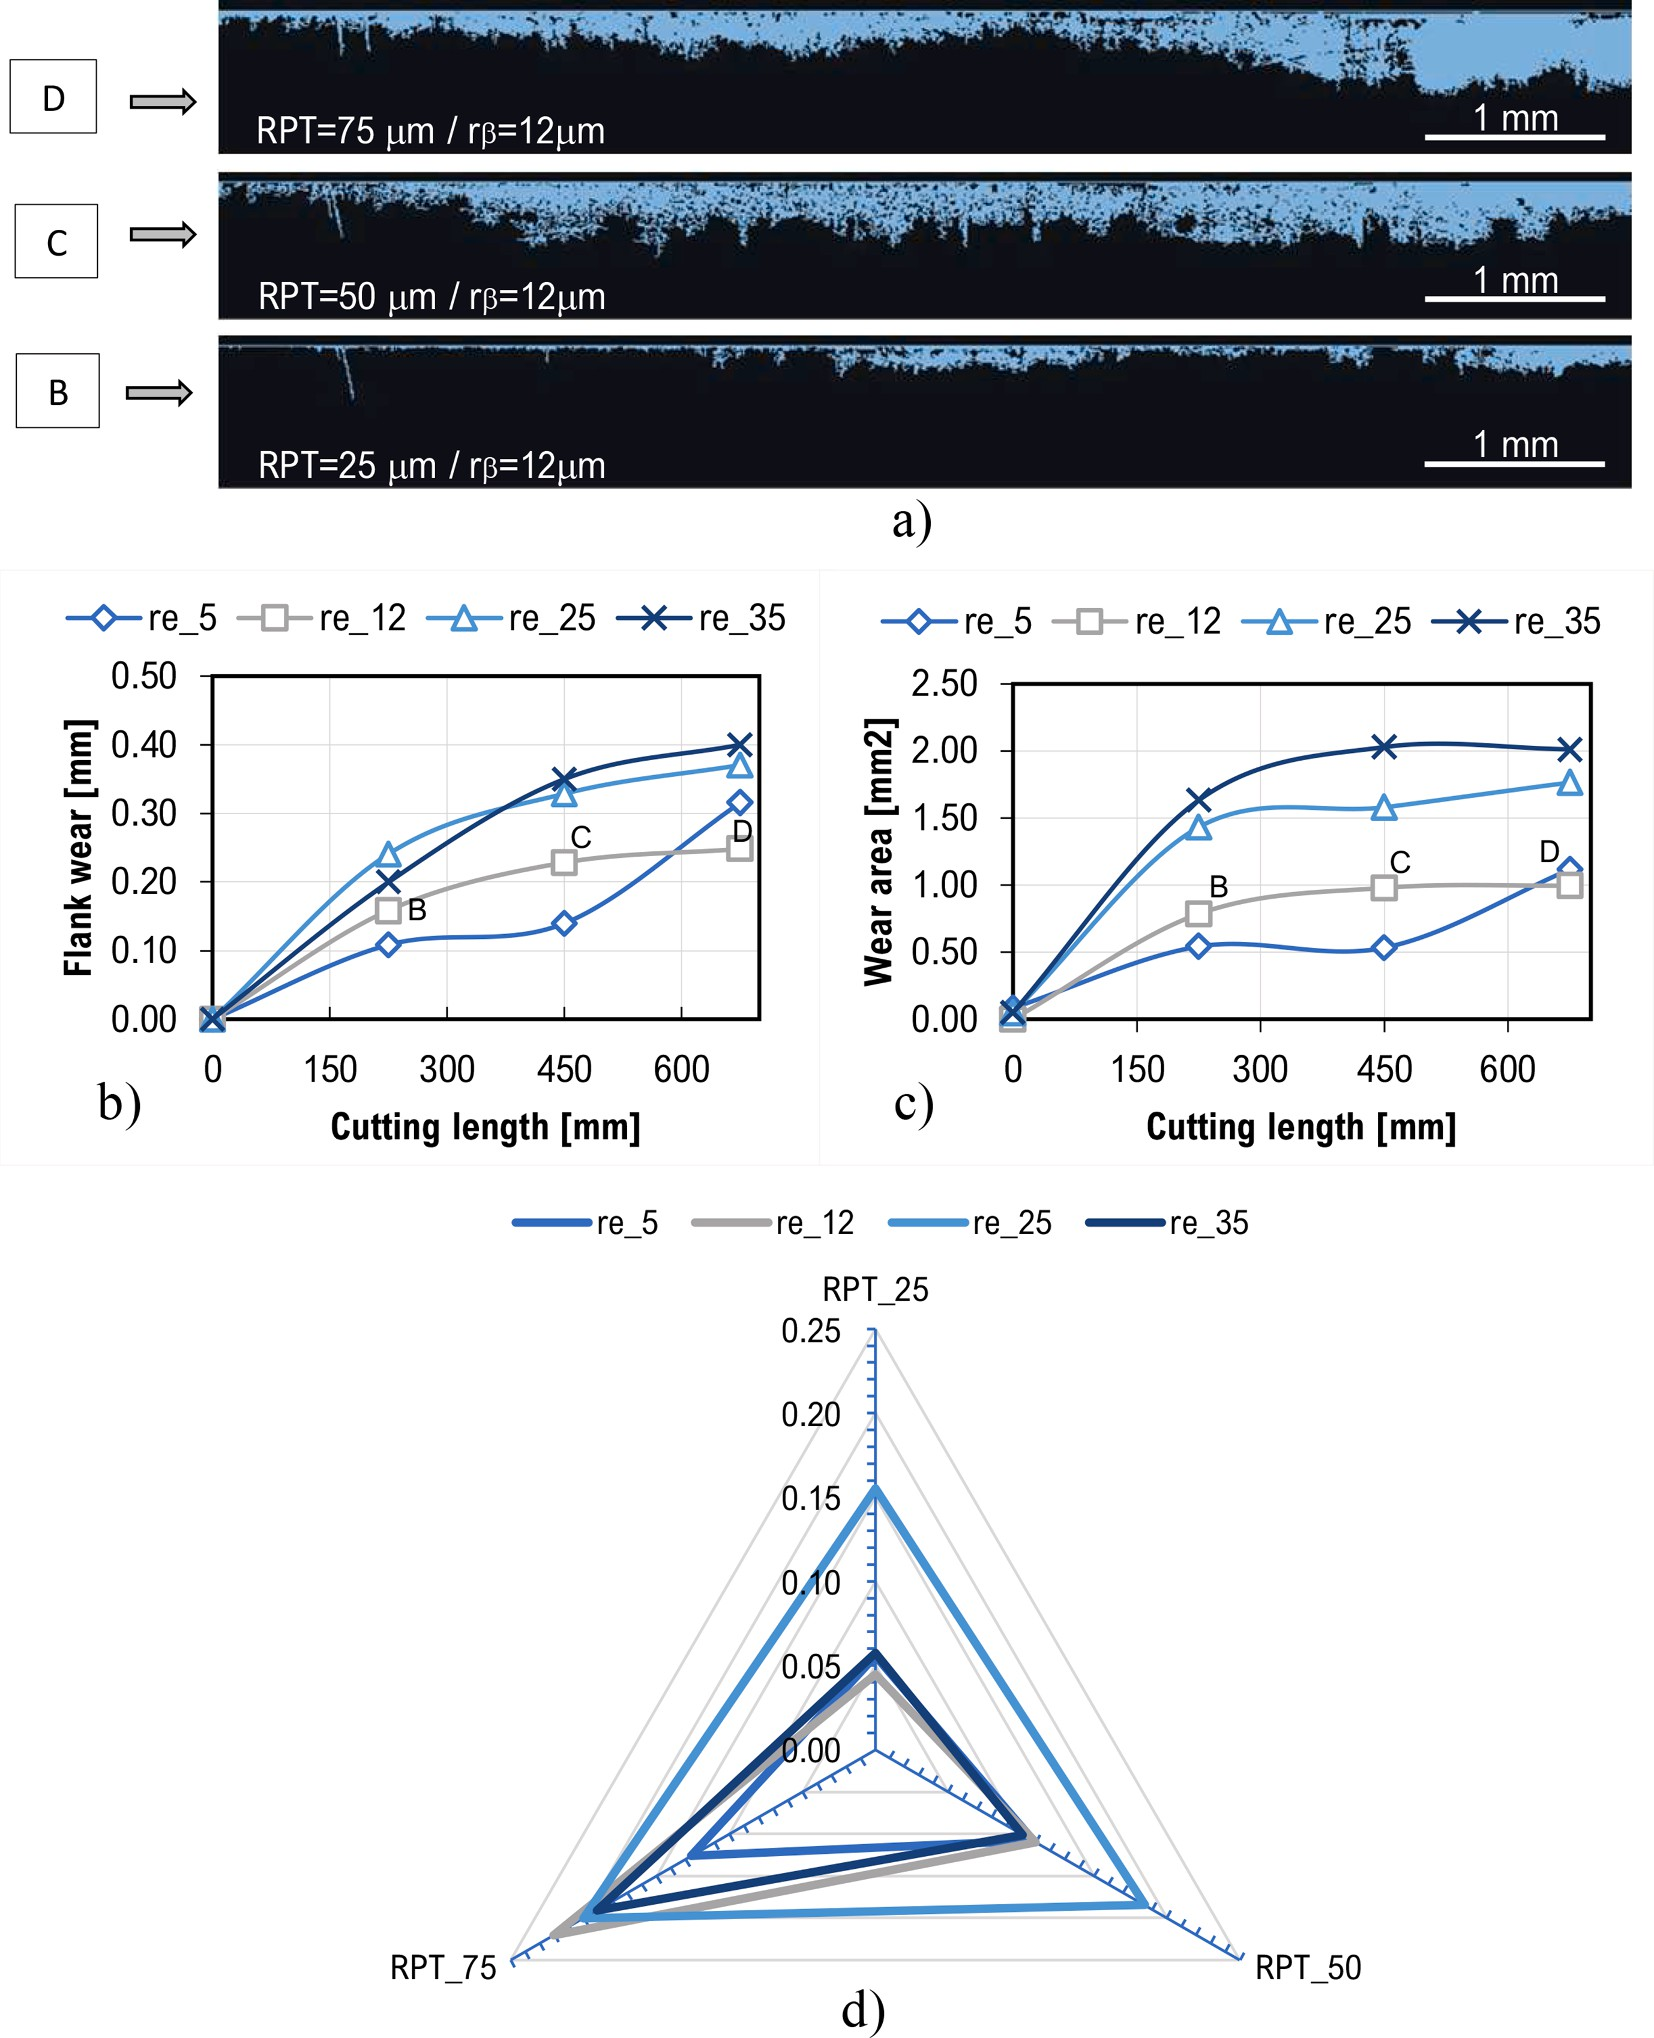 D
RPT=75 μm / rβ=12μm
1 mm
C
RPT=50 μm / rβ=12μm
1 mm
B
RPT=25 μm / rβ=12μm
1 mm
a)
re_5 re_12 re_25 re_35
Flank wear [mm]
0.50
0.40
0.30
0.20
0.10
0.00
B
C
D
0 150 300 450 600
Cutting length [mm]
b)
re_5 re_12 re_25 re_35
Wear area [mm2]
2.50
2.00
1.50
1.00
0.50
0.00
B
C
D
0 150 300 450 600
Cutting length [mm]
c)
re_5 re_12 re_25 re_35
RPT_25
0.25
0.20
0.15
0.10
0.05
0.00
RPT_75
RPT_50
d)